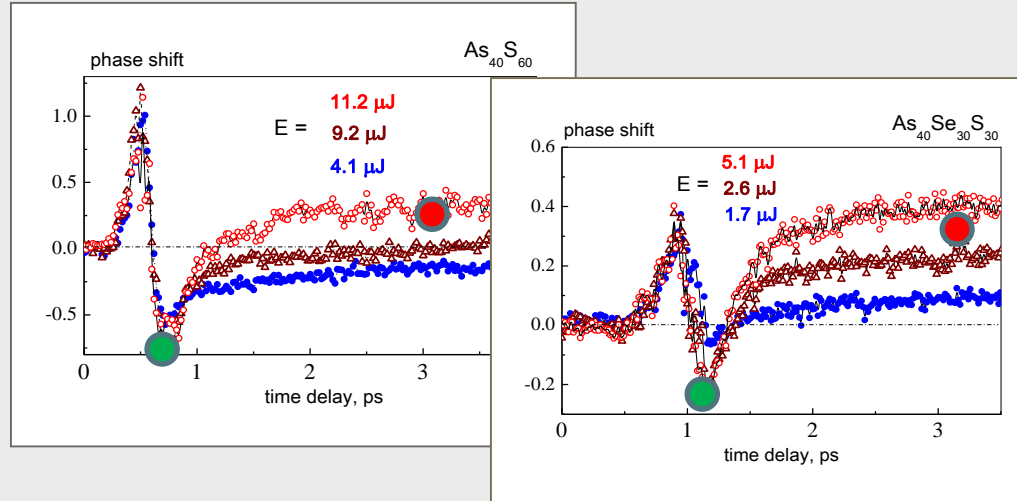 phase shift
As40S60
11.2 µJ
E =
9.2 µJ
4.1 µJ
1.0
0.5
0.0
-0.5
0
1
2
3
time delay, ps
phase shift
As40Se30S30
5.1 µJ
E =
2.6 µJ
1.7 µJ
0.6
0.4
0.2
0.0
-0.2
0
1
2
3
time delay, ps